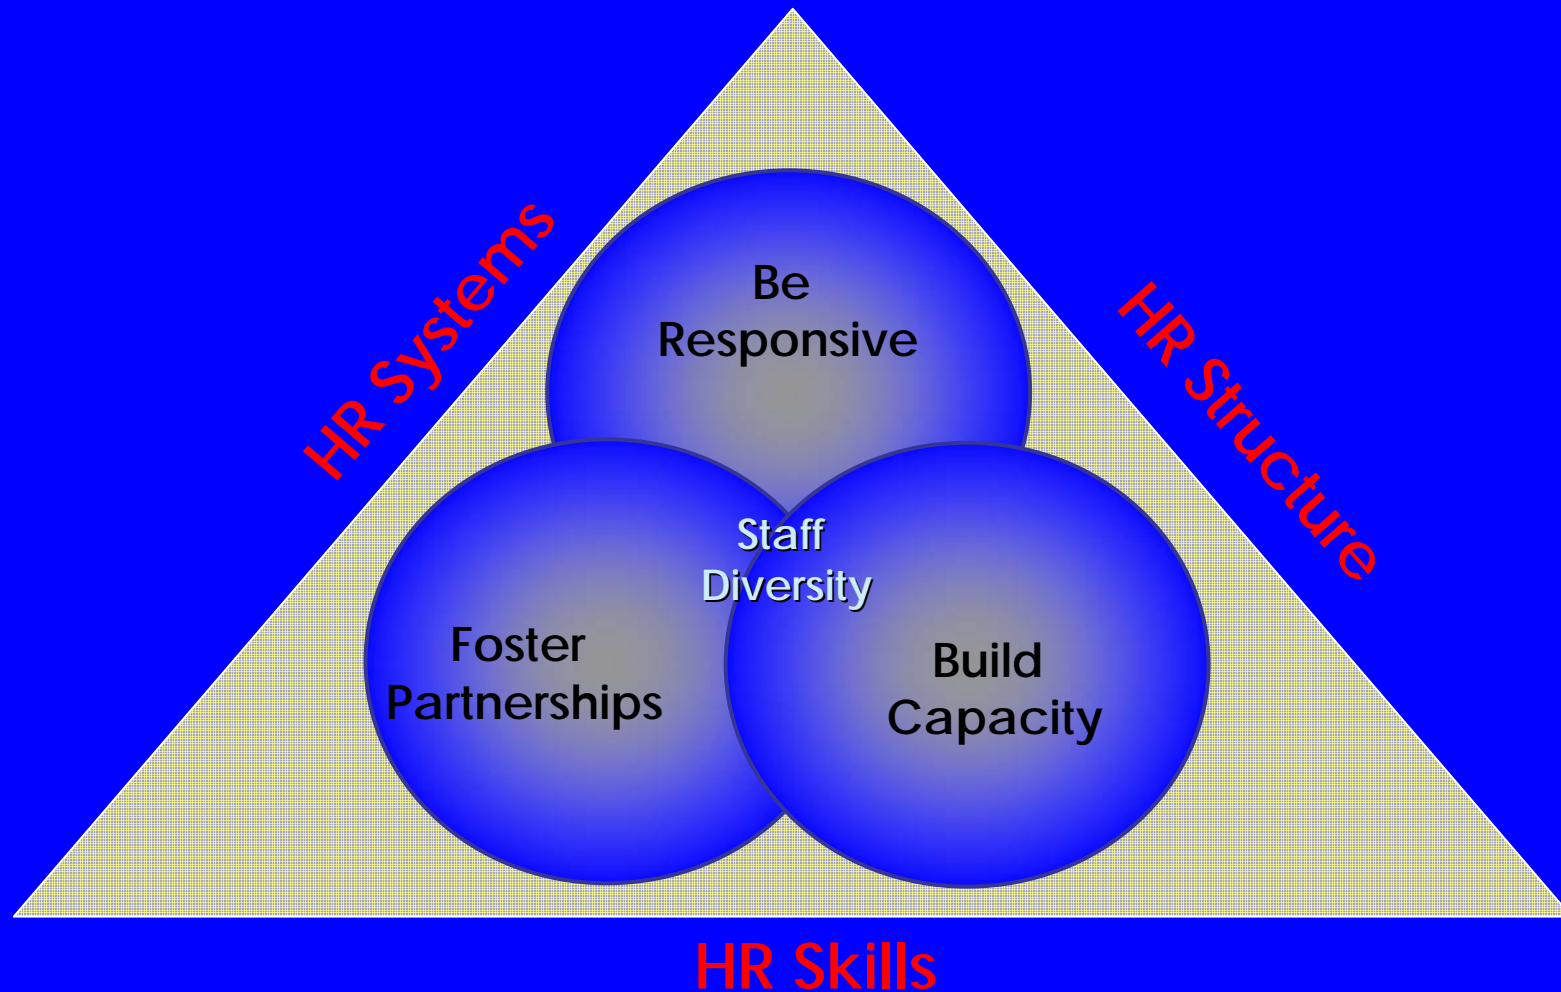 HR Systems
HR Structure
Be
Responsive
Staff
Diversity
Foster
Partnerships
Build
Capacity
HR Skills